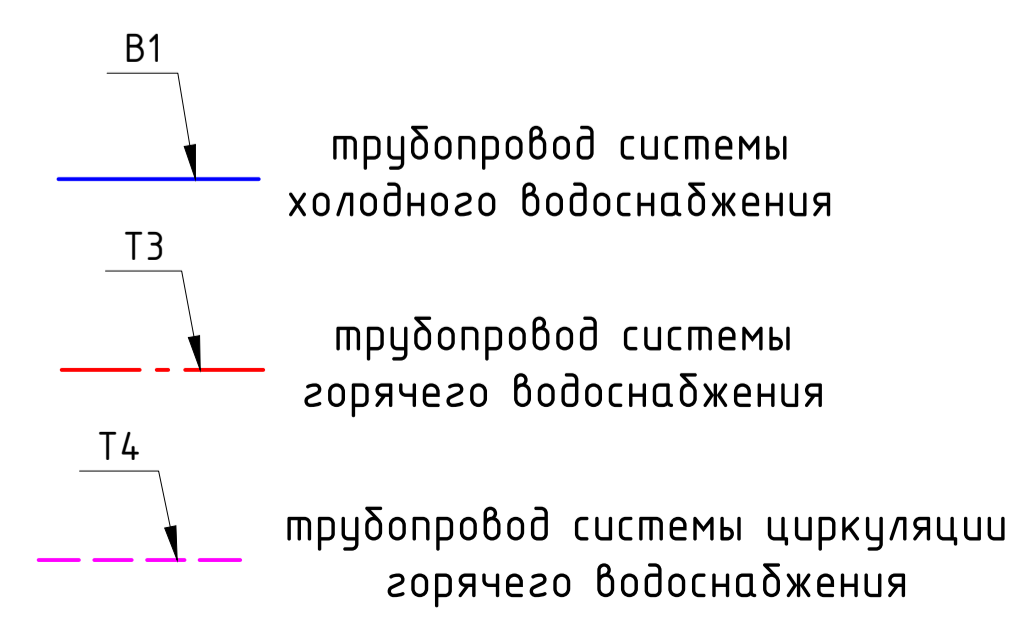 В1
трубопровод системы
холодного водоснабжения
Т3
трубопровод системы
горячего водоснабжения
Т4
трубопровод системы циркуляции
горячего водоснабжения